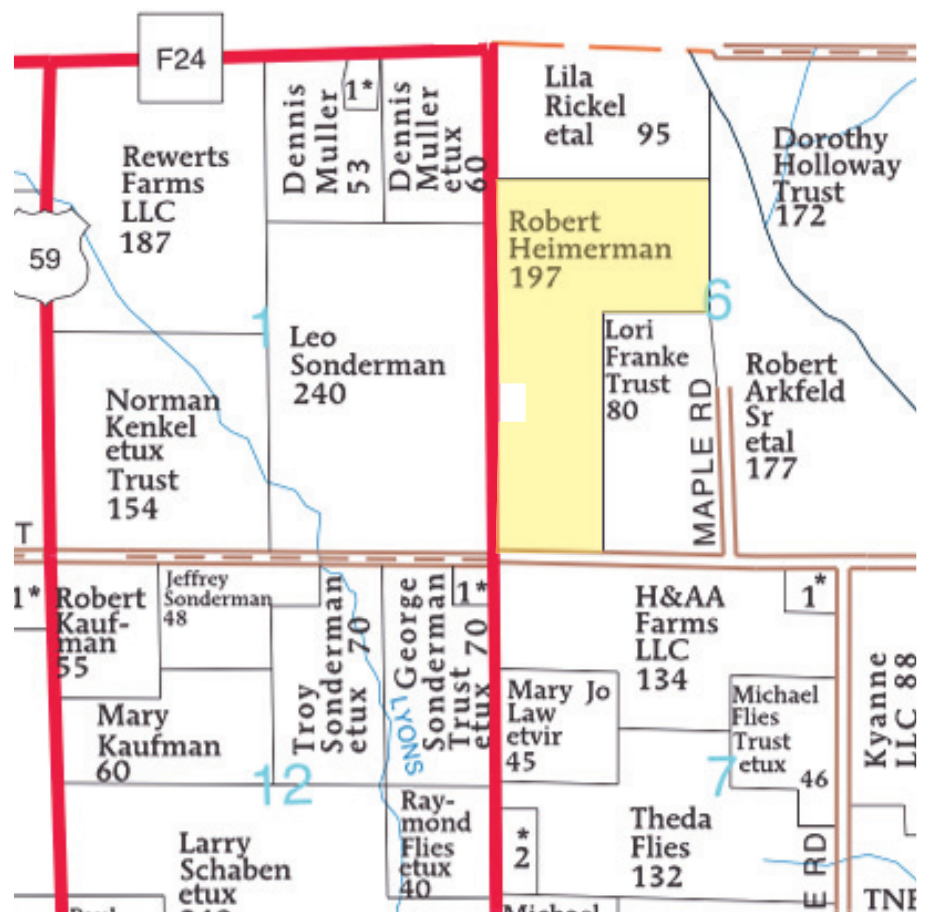 F24
Dennis
Muller
53
1*
Dennis
Muller
etux
60
Lila
Rickel
etal 95
Dorothy
Holloway
Trust
172
Rewerts
Farms
LLC
187
59
Robert
Heimerman
197
1
6
Leo
Sonderman
240
Lori
Franke
Trust
80
MAPLE RD
Robert
Arkfeld
Sr
etal
177
Norman
Kenkel
etux
Trust
154
T
1*
Robert
Kauf-
man
55
Jeffrey
Sonderman
48
Troy
Sonderman
etux 70
George
Sonderman
Trust
etux 70
1*
LYONS
H&AA
Farms
LLC
134
1*
Mary Jo
Law
etvir
45
Michael
Flies
Trust
etux
46
Kyanne
LLC 88
Mary
Kaufman
60
12
7
Ray-
mond
Flies
etux
40
*
2
Theda
Flies
132
E RD
Larry
Schaben
etux
Michael